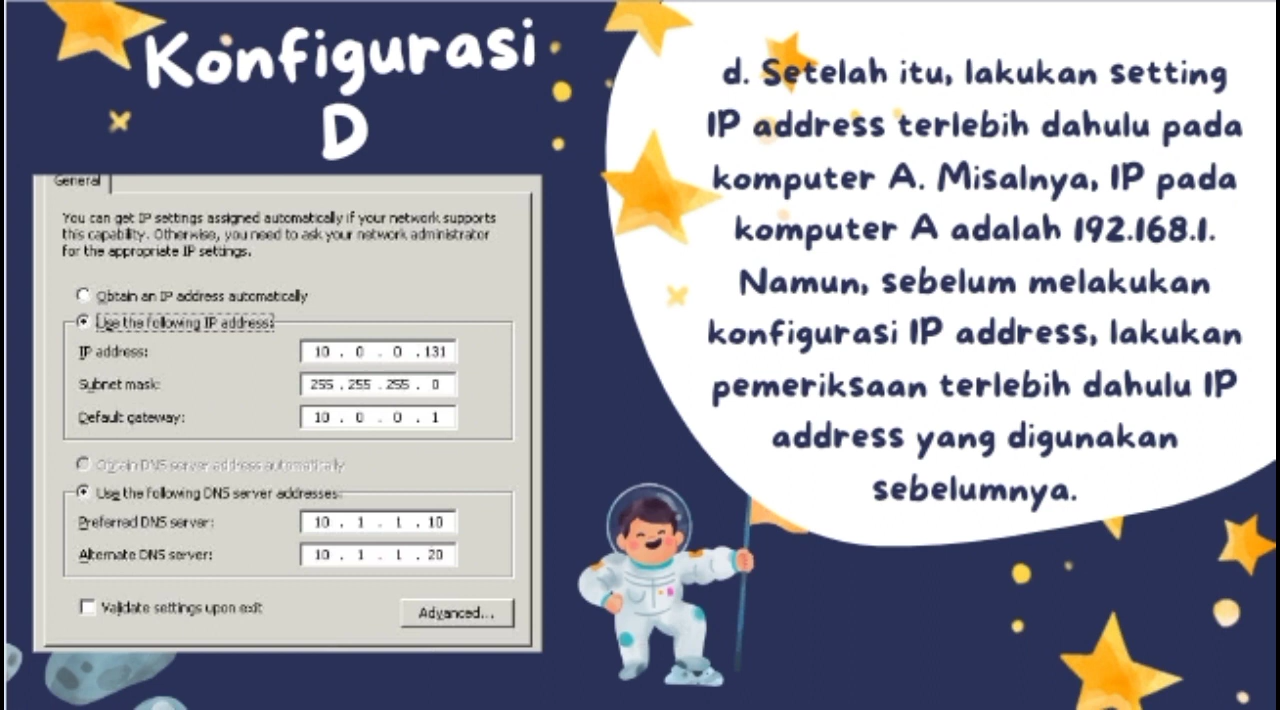 Konfigurasi
D
General
You can get IP settings assigned automatically if your network supports
this capability. Otherwise, you need to ask your network administrator
for the appropriate IP settings.
Obtain an IP address automatically
Use the following IP address:
IP address: 10 . 0 . 0 . 131
Subnet mask: 255 . 255 . 255 . 0
Default gateway: 10 . 0 . 0 . 1
Obtain DNS server address automatically
Use the following DNS server addresses:
Preferred DNS server: 10 . 1 . 1 . 10
Alternate DNS server: 10 . 1 . 1 . 20
Validate settings upon exit
Advanced...
d. Setelah itu, lakukan setting
IP address terlebih dahulu pada
komputer A. Misalnya, IP pada
komputer A adalah 192.168.1.
Namun, sebelum melakukan
konfigurasi IP address, lakukan
pemeriksaan terlebih dahulu IP
address yang digunakan
sebelumnya.